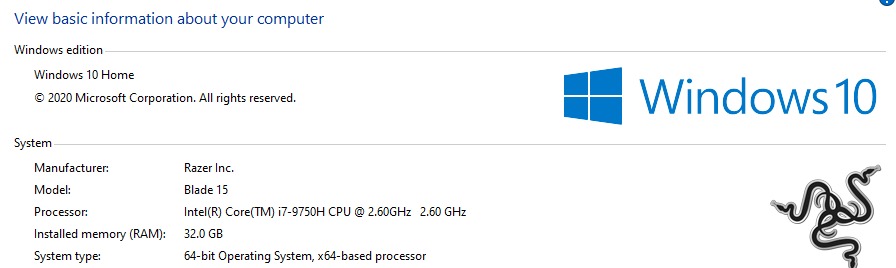 View basic information about your computer
Windows edition
Windows 10 Home
© 2020 Microsoft Corporation. All rights reserved.
Windows 10
System
Manufacturer: Razer Inc.
Model: Blade 15
Processor: Intel(R) Core(TM) i7-9750H CPU @ 2.60GHz 2.60 GHz
Installed memory (RAM): 32.0 GB
System type: 64-bit Operating System, x64-based processor